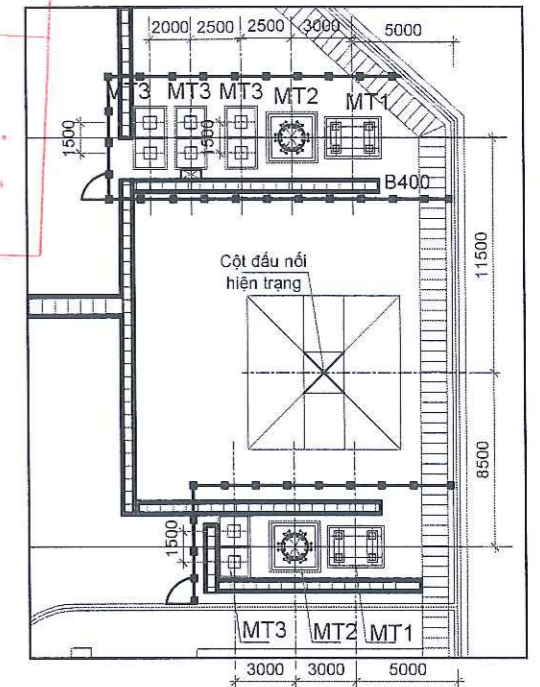 2000 2500 2500 3000 5000
MT3 MT3 MT3 MT2 MT1
1500 1500
B400
11500
Cột đấu nối
hiện trạng
8500
1500
MT3 MT2 MT1
3000 3000 5000